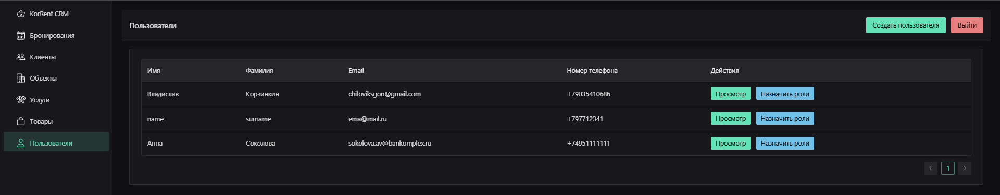 KorRent CRM
Бронирования
Клиенты
Объекты
Услуги
Товары
Пользователи
Пользователи
Создать пользователя
Выйти
Имя Фамилия Email Номер телефона Действия
Владислав Корзинкин chiloviksgon@gmail.com +79035410686 Просмотр Назначить роли
name surname ema@mail.ru +797712341 Просмотр Назначить роли
Анна Соколова sokolova.av@bankomplex.ru +74951111111 Просмотр Назначить роли
1